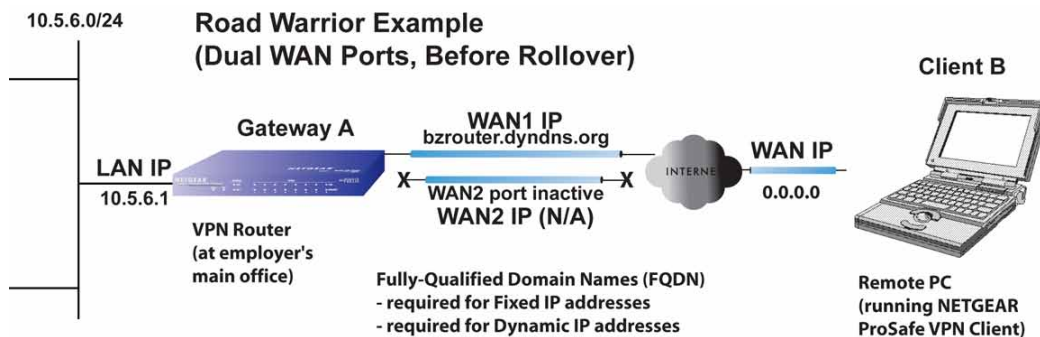 10.5.6.0/24
Road Warrior Example
(Dual WAN Ports, Before Rollover)
Client B
Gateway A
WAN1 IP
bzrouter.dyndns.org
LAN IP
NETGEAR
INTERNE
WAN IP
10.5.6.1
WAN2 port inactive
WAN2 IP (N/A)
0.0.0.0
X
X
VPN Router
(at employer's
main office)
Fully-Qualified Domain Names (FQDN)
- required for Fixed IP addresses
- required for Dynamic IP addresses
Remote PC
(running NETGEAR
ProSafe VPN Client)